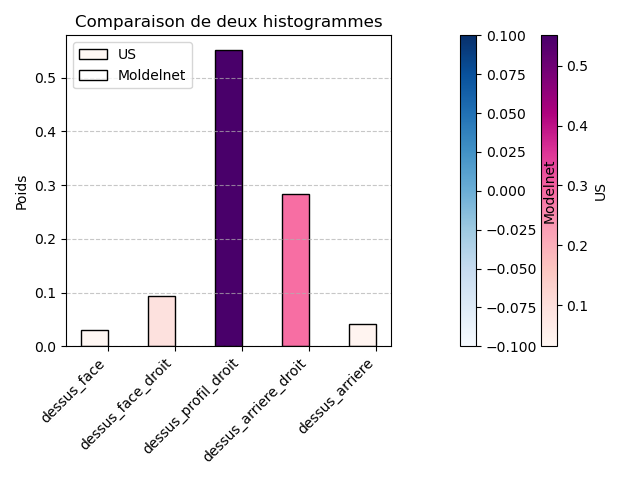 Comparaison de deux histogrammes
US
Moldelnet
Poids
0.5
0.4
0.3
0.2
0.1
0.0
dessus_face
dessus_face_droit
dessus_profil_droit
dessus_arriere_droit
dessus_arriere
0.100
0.075
0.050
0.025
0.000
−0.025
−0.050
−0.075
−0.100
Modelnet
0.5
0.4
0.3
0.2
0.1
US